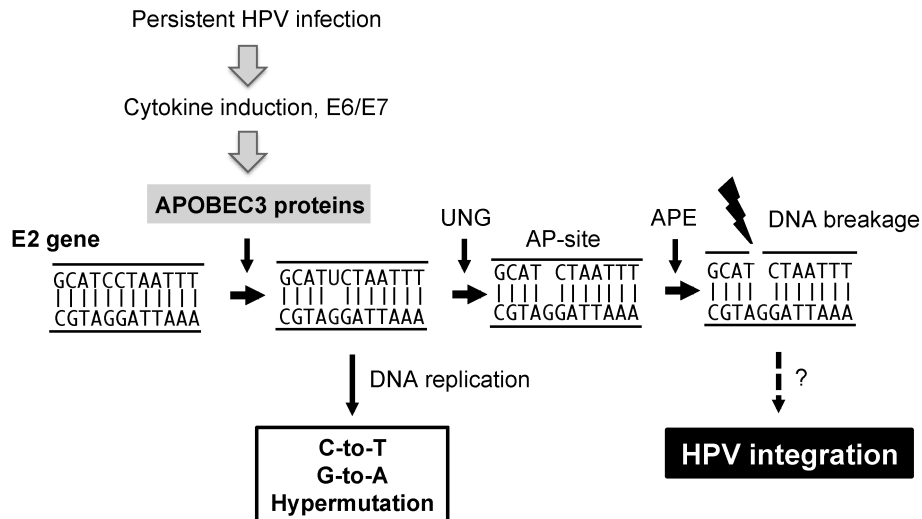 Persistent HPV infection
Cytokine induction, E6/E7
APOBEC3 proteins
UNG
APE
DNA breakage
E2 gene
AP-site
GCATCCTAATTT
CGTAGGATTAAA
GCATUCTAATTT
CGTAGGATTAAA
GCAT CTAATTT
CGTAGGATTAAA
GCAT CTAATTT
CGTAGGATTAAA
DNA replication
?
C-to-T
G-to-A
Hypermutation
HPV integration